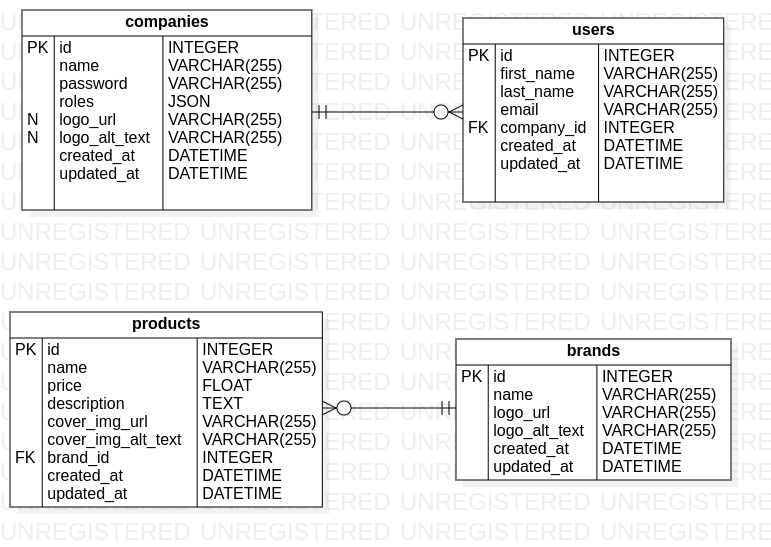 companies
PK id INTEGER
name VARCHAR(255)
password VARCHAR(255)
roles JSON
N logo_url VARCHAR(255)
N logo_alt_text VARCHAR(255)
created_at DATETIME
updated_at DATETIME
users
PK id INTEGER
first_name VARCHAR(255)
last_name VARCHAR(255)
email VARCHAR(255)
FK company_id INTEGER
created_at DATETIME
updated_at DATETIME
products
PK id INTEGER
name VARCHAR(255)
price FLOAT
description TEXT
cover_img_url VARCHAR(255)
cover_img_alt_text VARCHAR(255)
FK brand_id INTEGER
created_at DATETIME
updated_at DATETIME
brands
PK id INTEGER
name VARCHAR(255)
logo_url VARCHAR(255)
logo_alt_text VARCHAR(255)
created_at DATETIME
updated_at DATETIME
UNREGISTERED UNREGISTERED UNREGISTERED UNREGISTERED